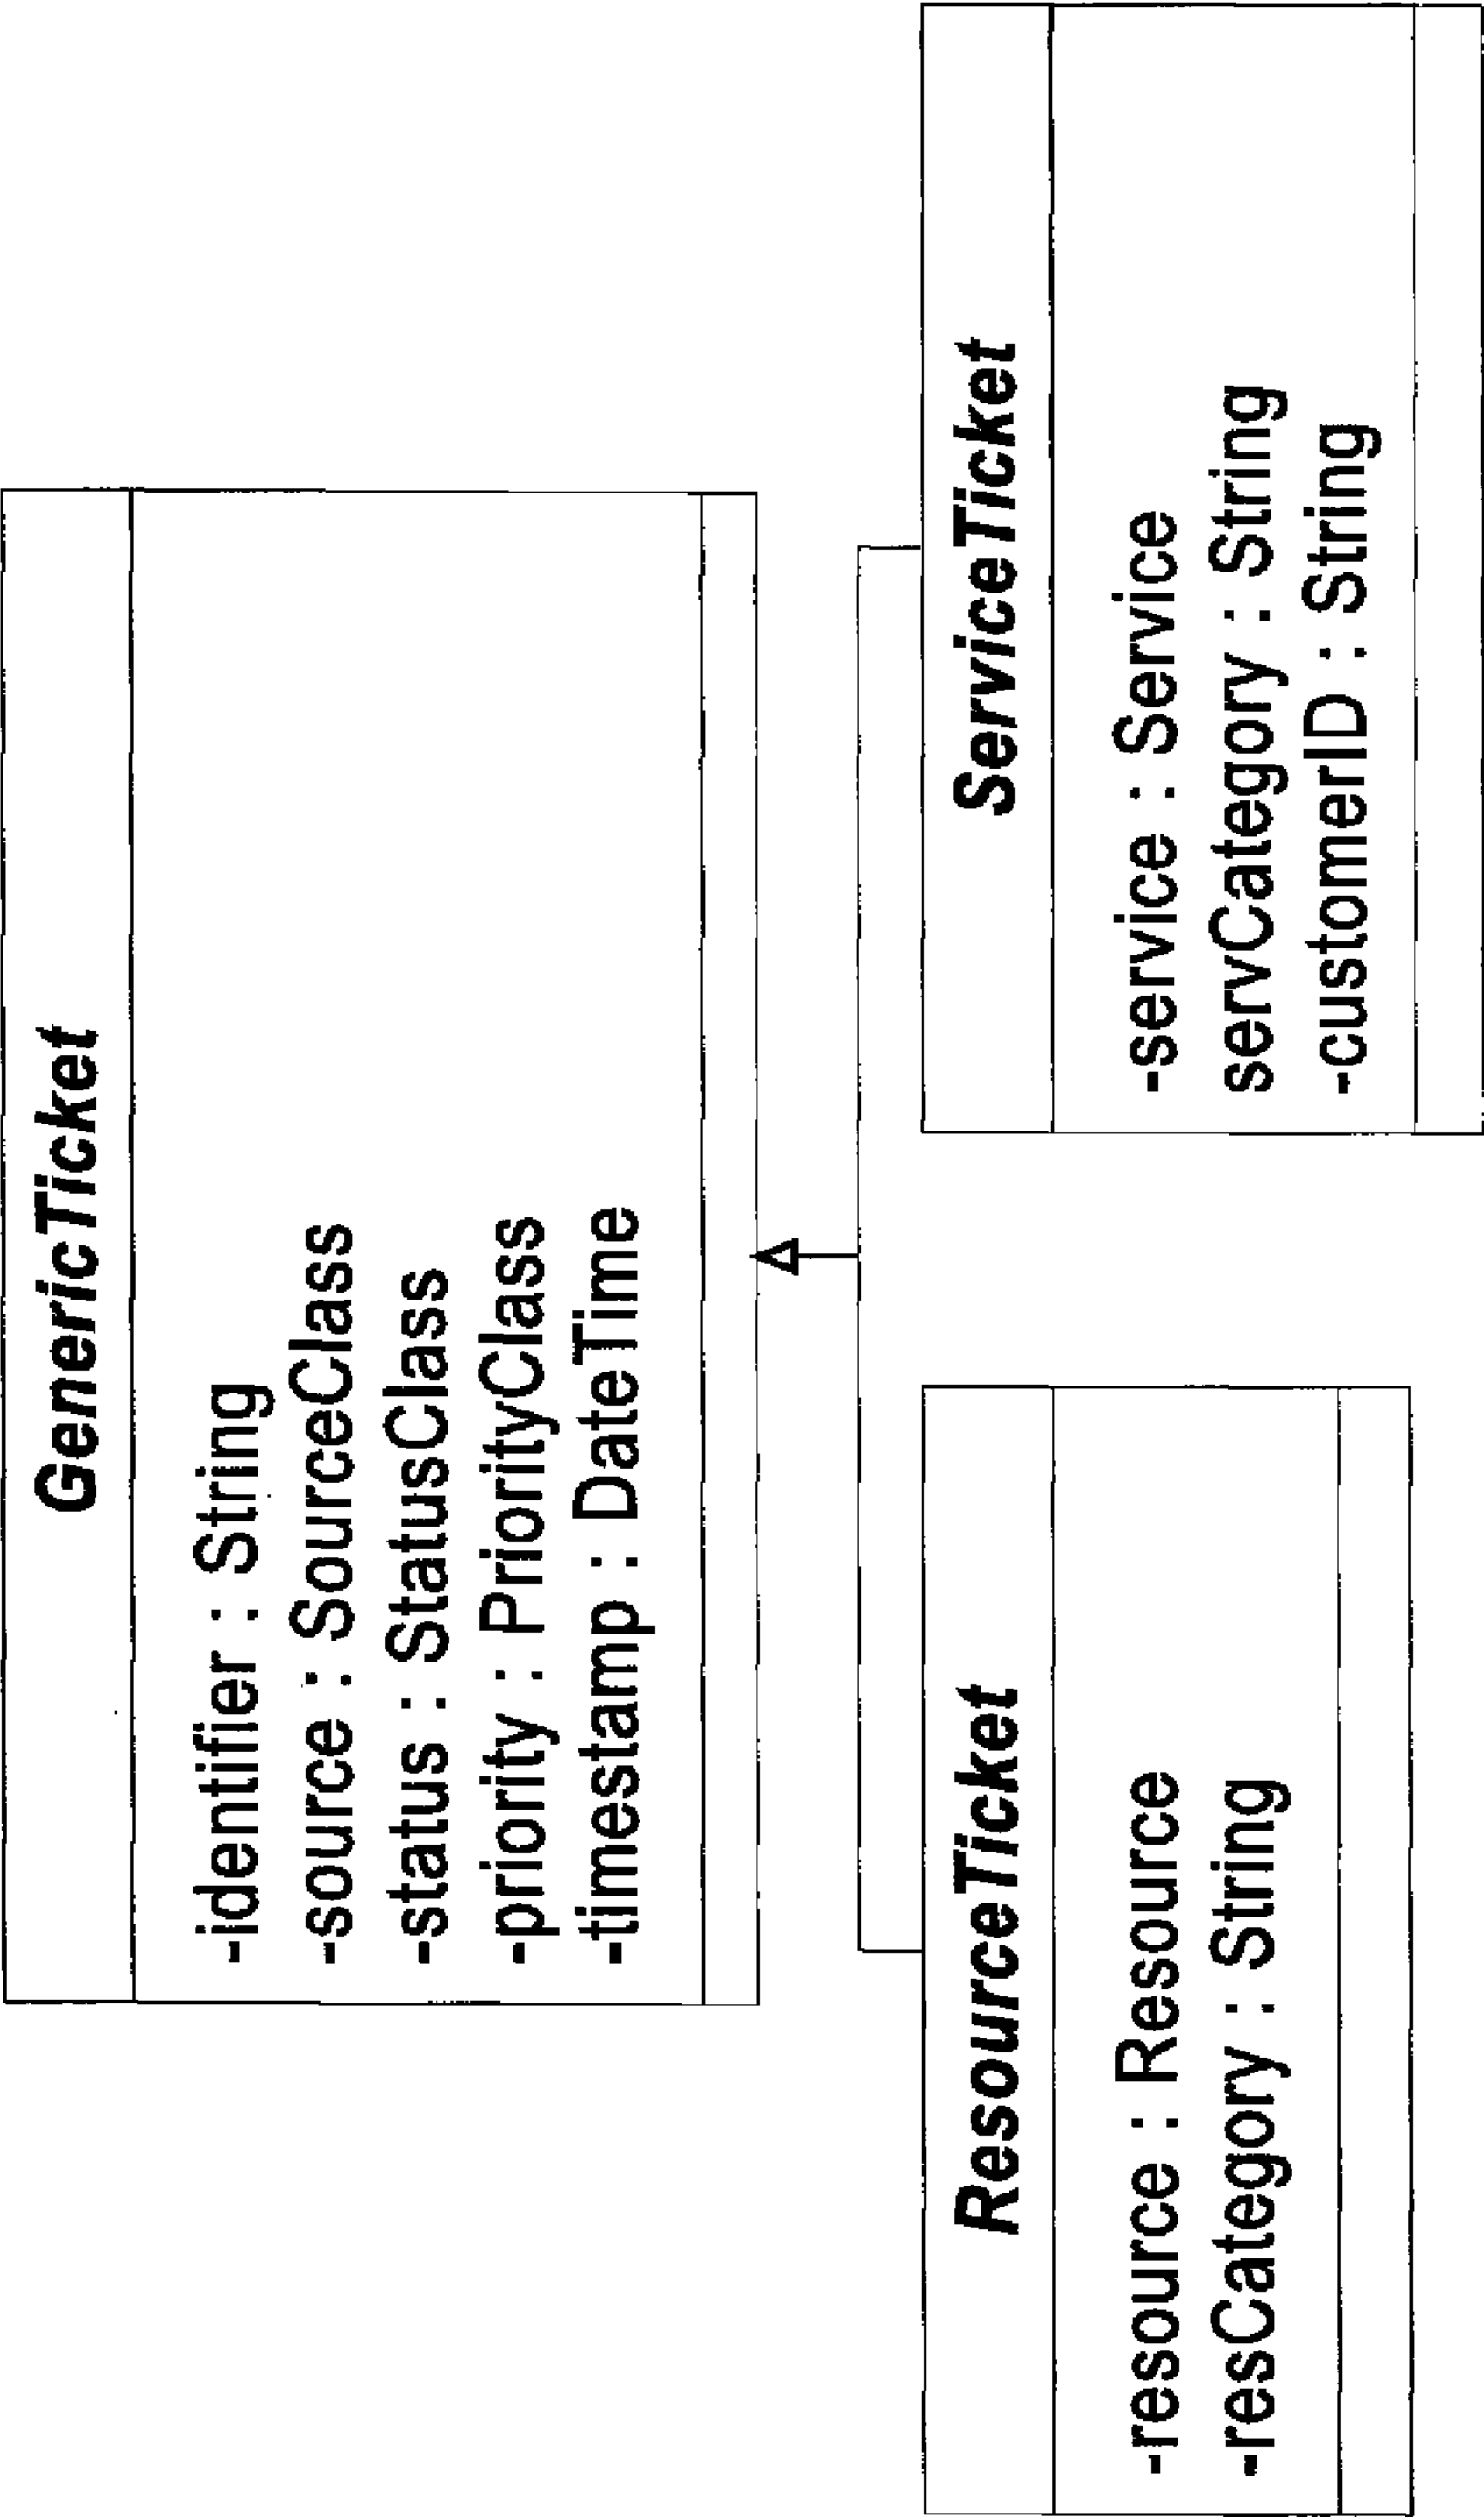 GenericTicket
-identifier : String
-source : SourceClass
-status : StatusClass
-priority : PriorityClass
-timestamp : DateTime
ResourceTicket
-resource : Resource
-resCategory : String
ServiceTicket
-service : Service
servCategory : String
-customerID : String